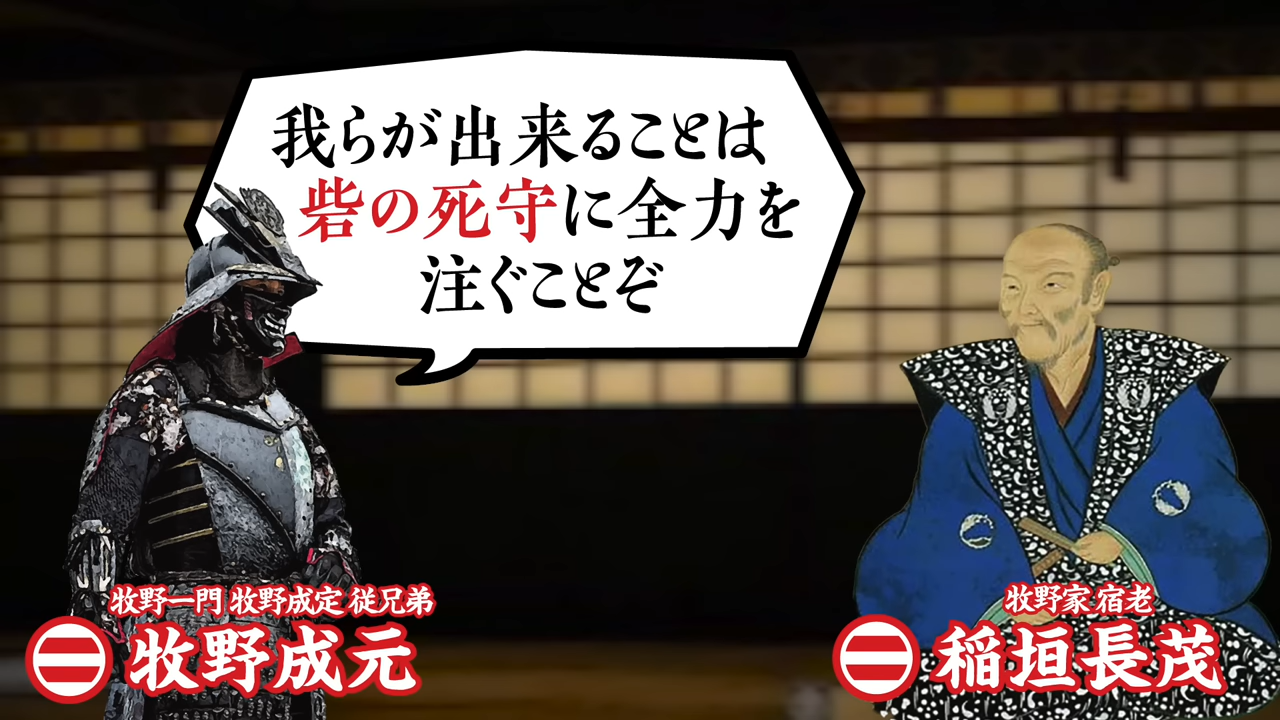 我らが出来ることは
砦の死守に全力を
注ぐことぞ
牧野一門 牧野成定 従兄弟
牧野成元
牧野家 宿老
稲垣長茂